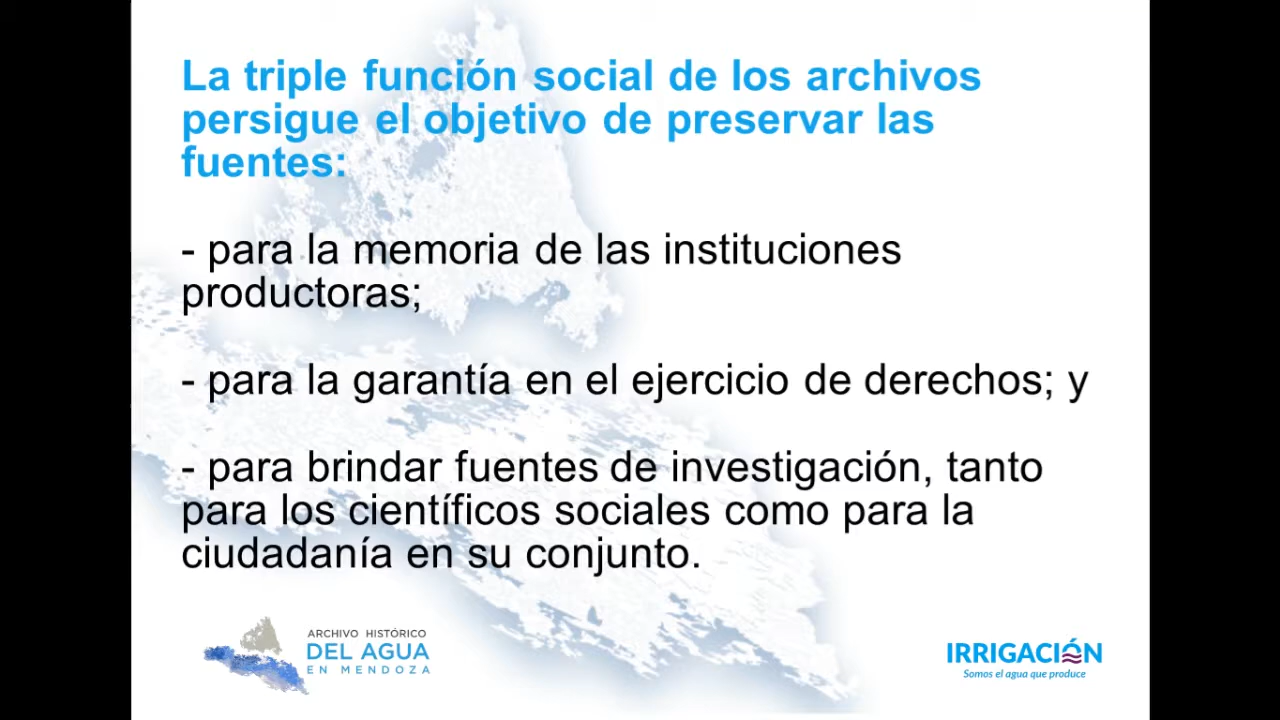 La triple función social de los archivos
persigue el objetivo de preservar las
fuentes:
- para la memoria de las instituciones
productoras;
- para la garantía en el ejercicio de derechos; y
- para brindar fuentes de investigación, tanto
para los científicos sociales como para la
ciudadanía en su conjunto.
ARCHIVO HISTÓRICO
DEL AGUA
EN MENDOZA
IRRIGACIÓN
Somos el agua que produce